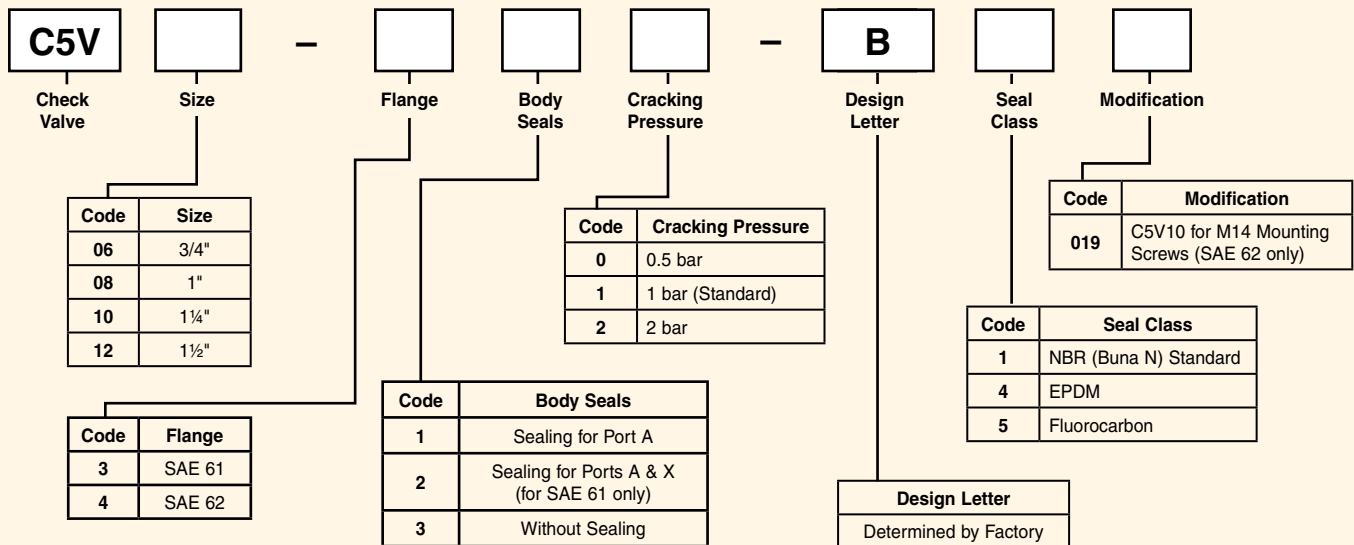 C5V – – B
Check Valve
Size
Flange
Body Seals
Cracking Pressure
Design Letter
Seal Class
Modification
Code Size
06 3/4"
08 1"
10 1¼"
12 1½"
Code Flange
3 SAE 61
4 SAE 62
Code Body Seals
1 Sealing for Port A
2 Sealing for Ports A & X
(for SAE 61 only)
3 Without Sealing
Code Cracking Pressure
0 0.5 bar
1 1 bar (Standard)
2 2 bar
Design Letter
Determined by Factory
Code Seal Class
1 NBR (Buna N) Standard
4 EPDM
5 Fluorocarbon
Code Modification
019 C5V10 for M14 Mounting
Screws (SAE 62 only)